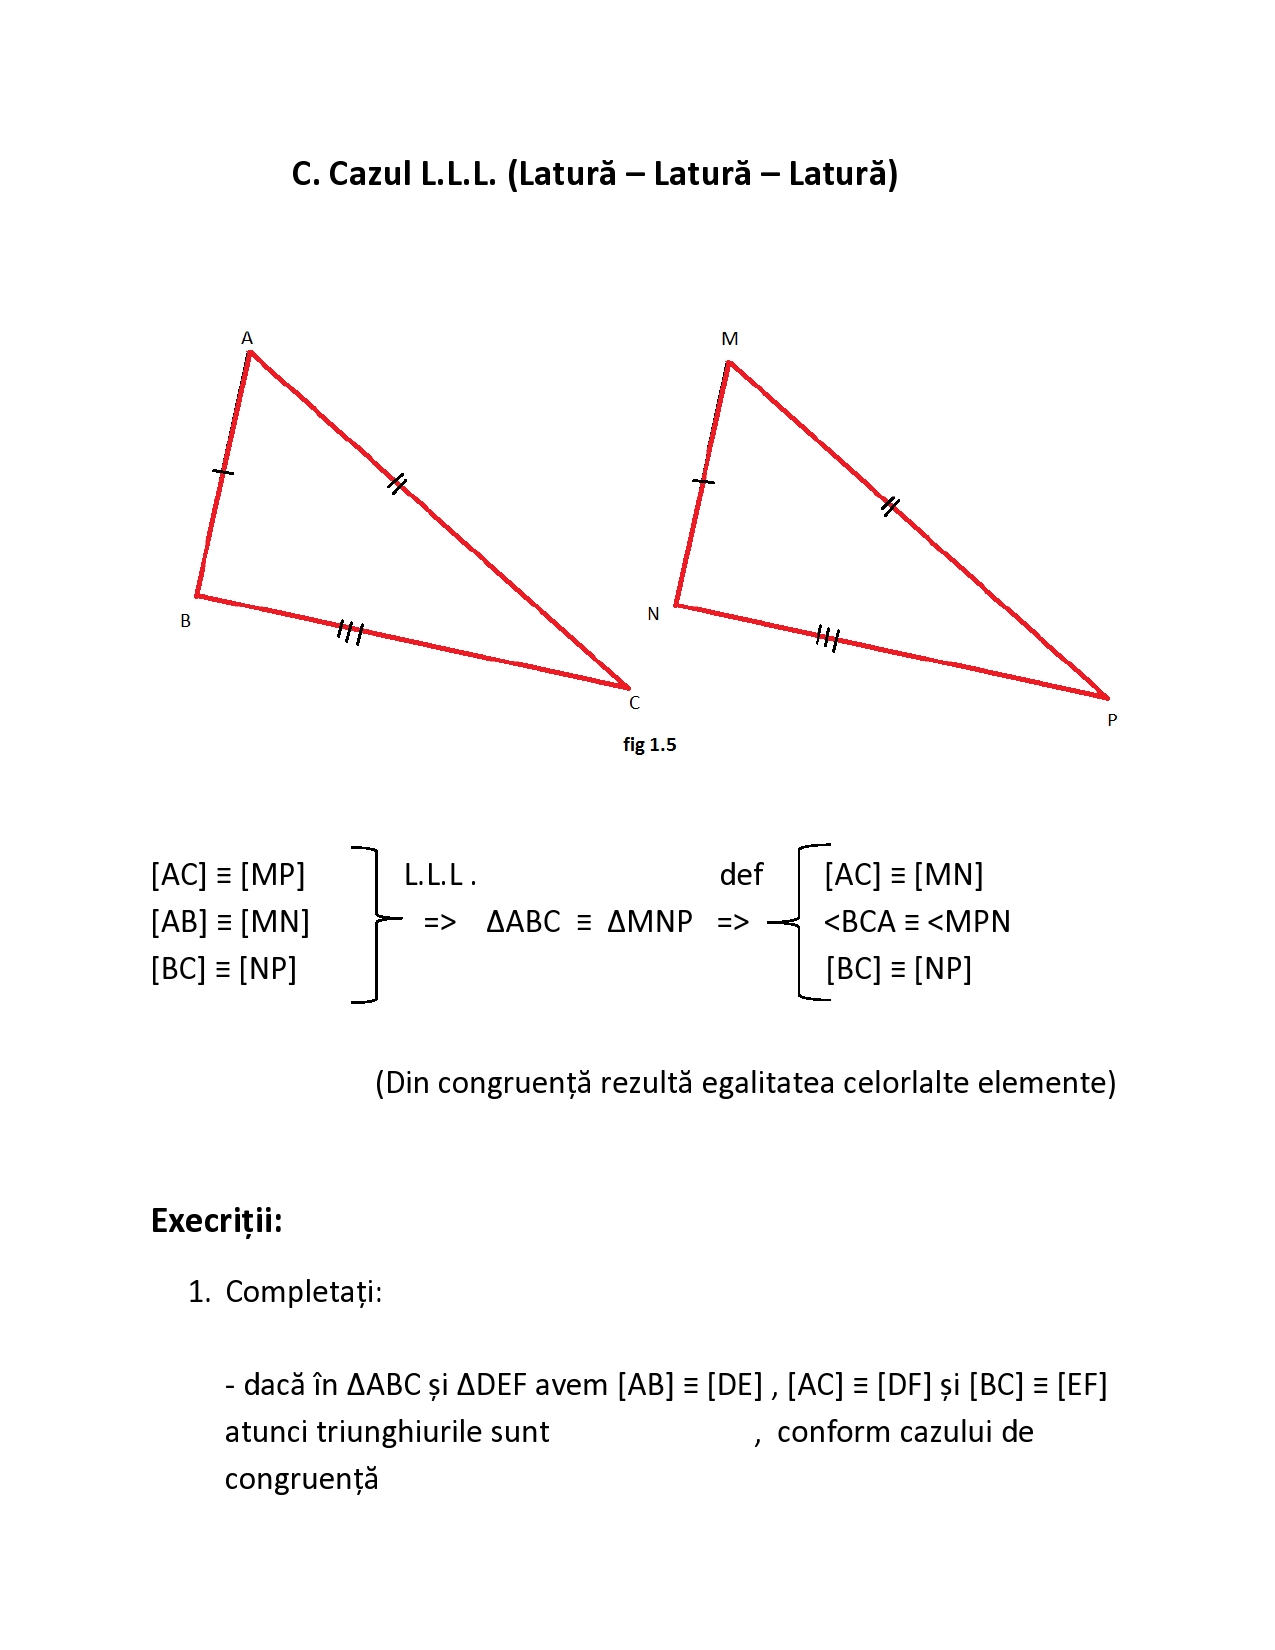 C. Cazul L.L.L. (Latură – Latură – Latură)
A
M
B
N
C
P
fig 1.5
[AC] ≡ [MP] L.L.L . def [AC] ≡ [MN]
[AB] ≡ [MN] => ΔABC ≡ ΔMNP => <BCA ≡ <MPN
[BC] ≡ [NP] [BC] ≡ [NP]
(Din congruență rezultă egalitatea celorlalte elemente)
Execriții:
1. Completați:
- dacă în ΔABC și ΔDEF avem [AB] ≡ [DE] , [AC] ≡ [DF] și [BC] ≡ [EF]
atunci triunghiurile sunt , conform cazului de
congruență